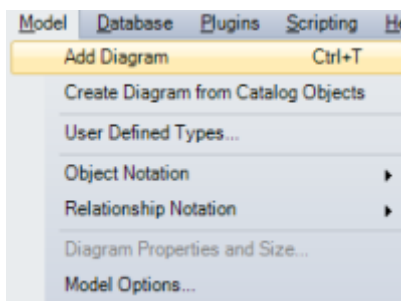 Model Database Plugins Scripting
Add Diagram Ctrl+T
Create Diagram from Catalog Objects
User Defined Types...
Object Notation
Relationship Notation
Diagram Properties and Size...
Model Options...